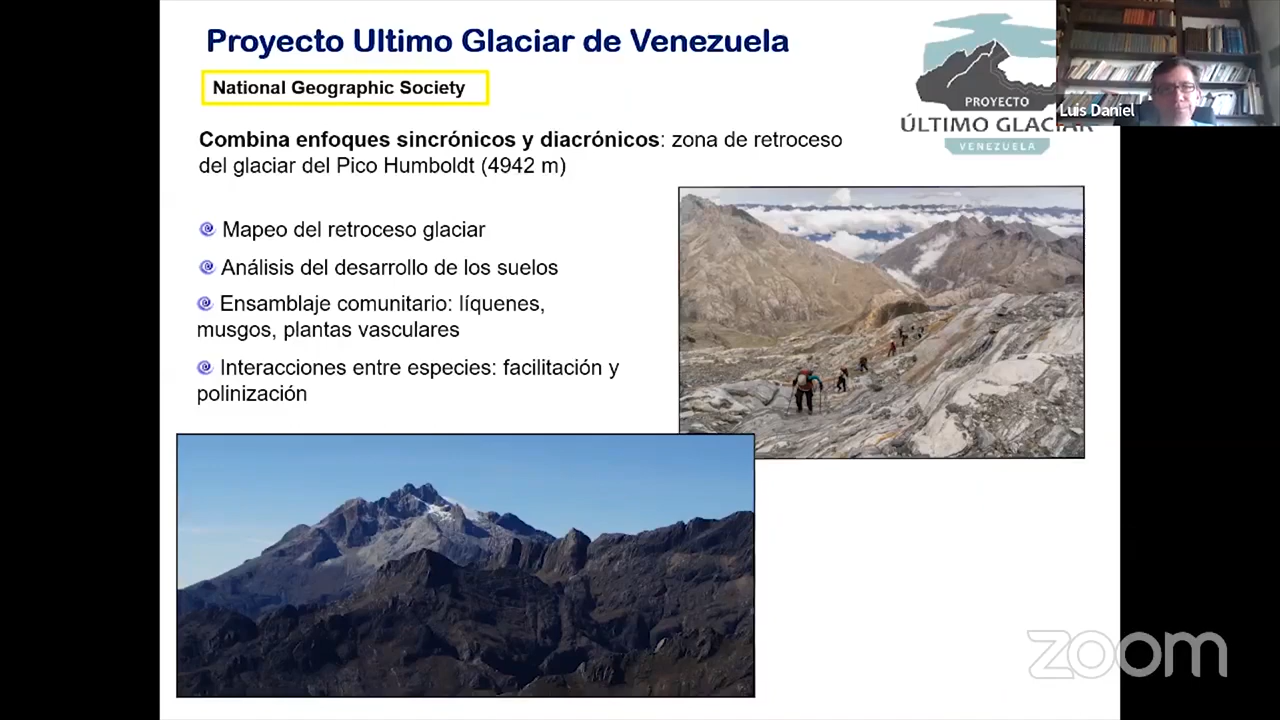 Proyecto Ultimo Glaciar de Venezuela
National Geographic Society
Combina enfoques sincrónicos y diacrónicos: zona de retroceso
del glaciar del Pico Humboldt (4942 m)
Mapeo del retroceso glaciar
Análisis del desarrollo de los suelos
Ensamblaje comunitario: líquenes,
musgos, plantas vasculares
Interacciones entre especies: facilitación y
polinización
PROYECTO
ÚLTIMO GLACIAR
VENEZUELA
Luis Daniel
zoom